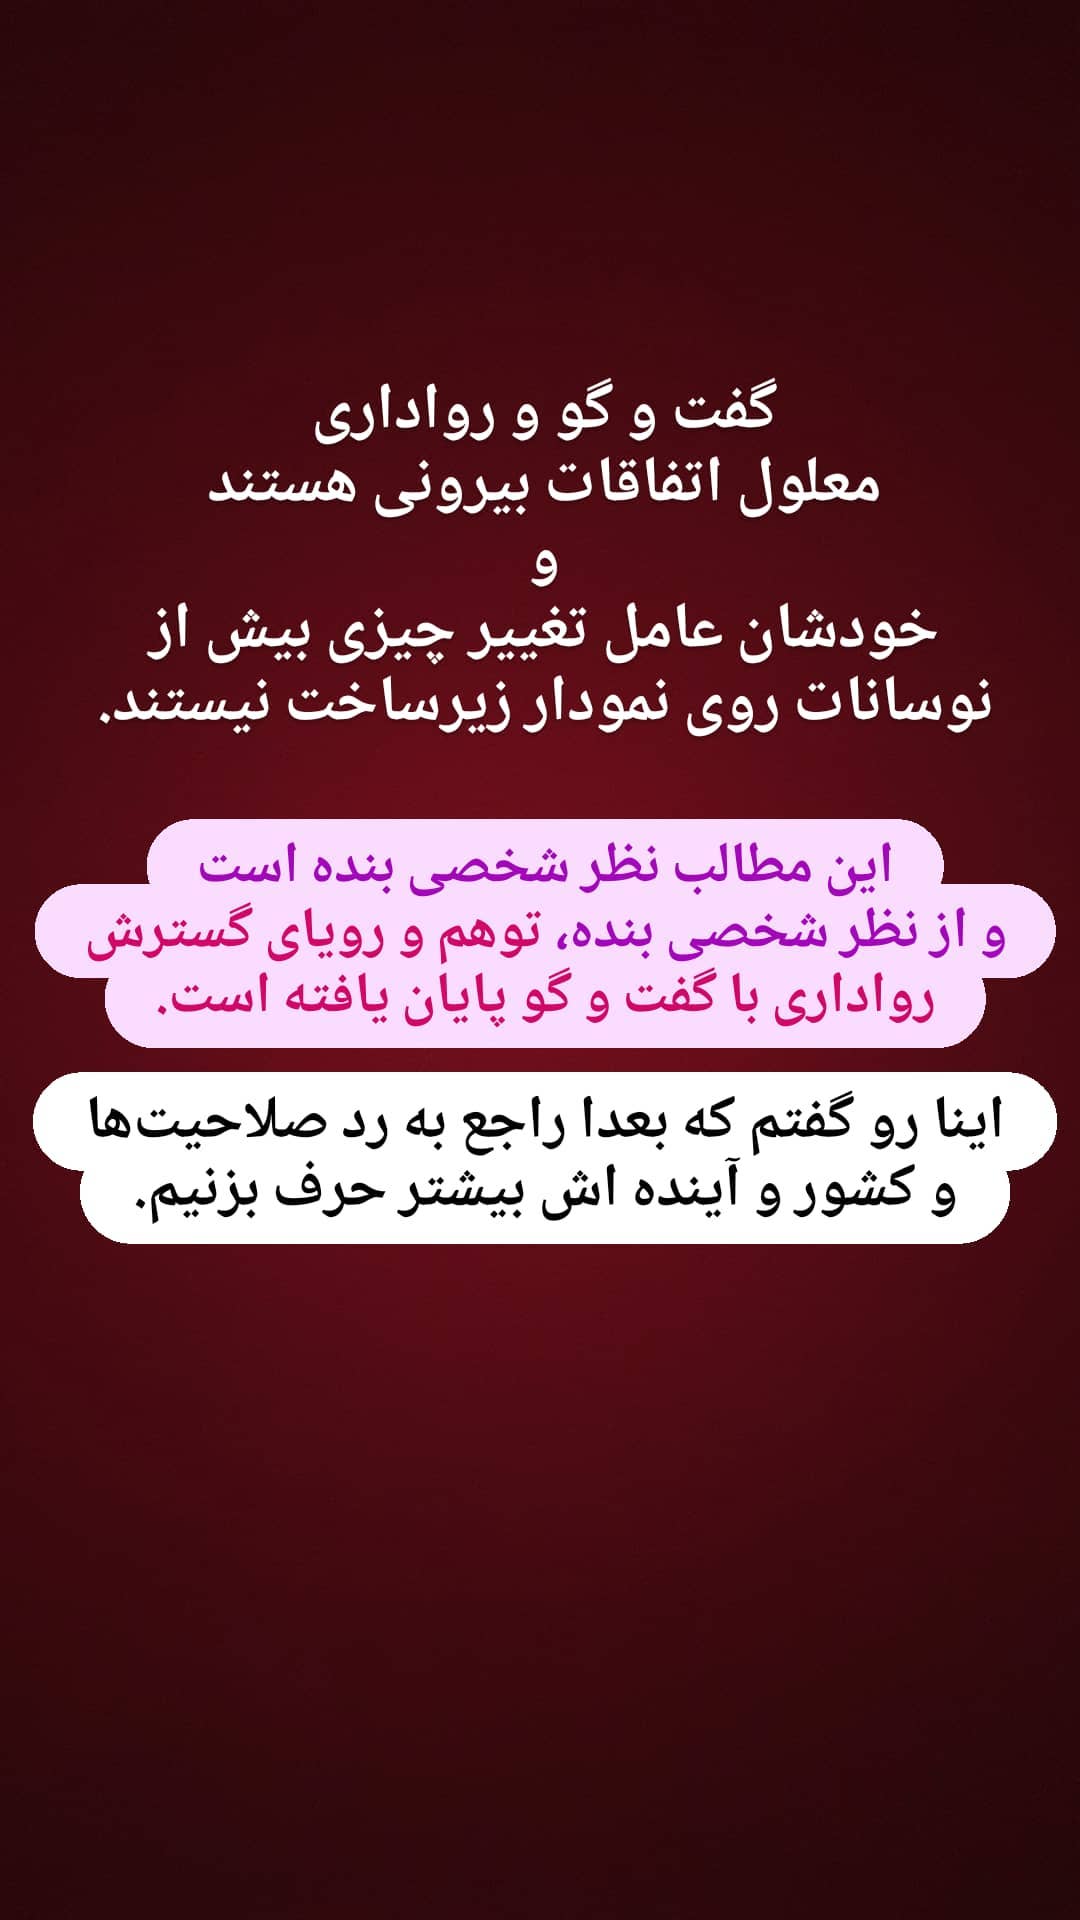 گفت و گو و رواداری
معلول اتفاقات بیرونی هستند
و
خودشان عامل تغییر چیزی بیش از
نوسانات روی نمودار زیرساخت نیستند.
این مطالب نظر شخصی بنده است
و از نظر شخصی بنده، توهم و رویای گسترش
رواداری با گفت و گو پایان یافته است.
اینا رو گفتم که بعدا راجع به رد صلاحیت‌ها
و کشور و آینده اش بیشتر حرف بزنیم.